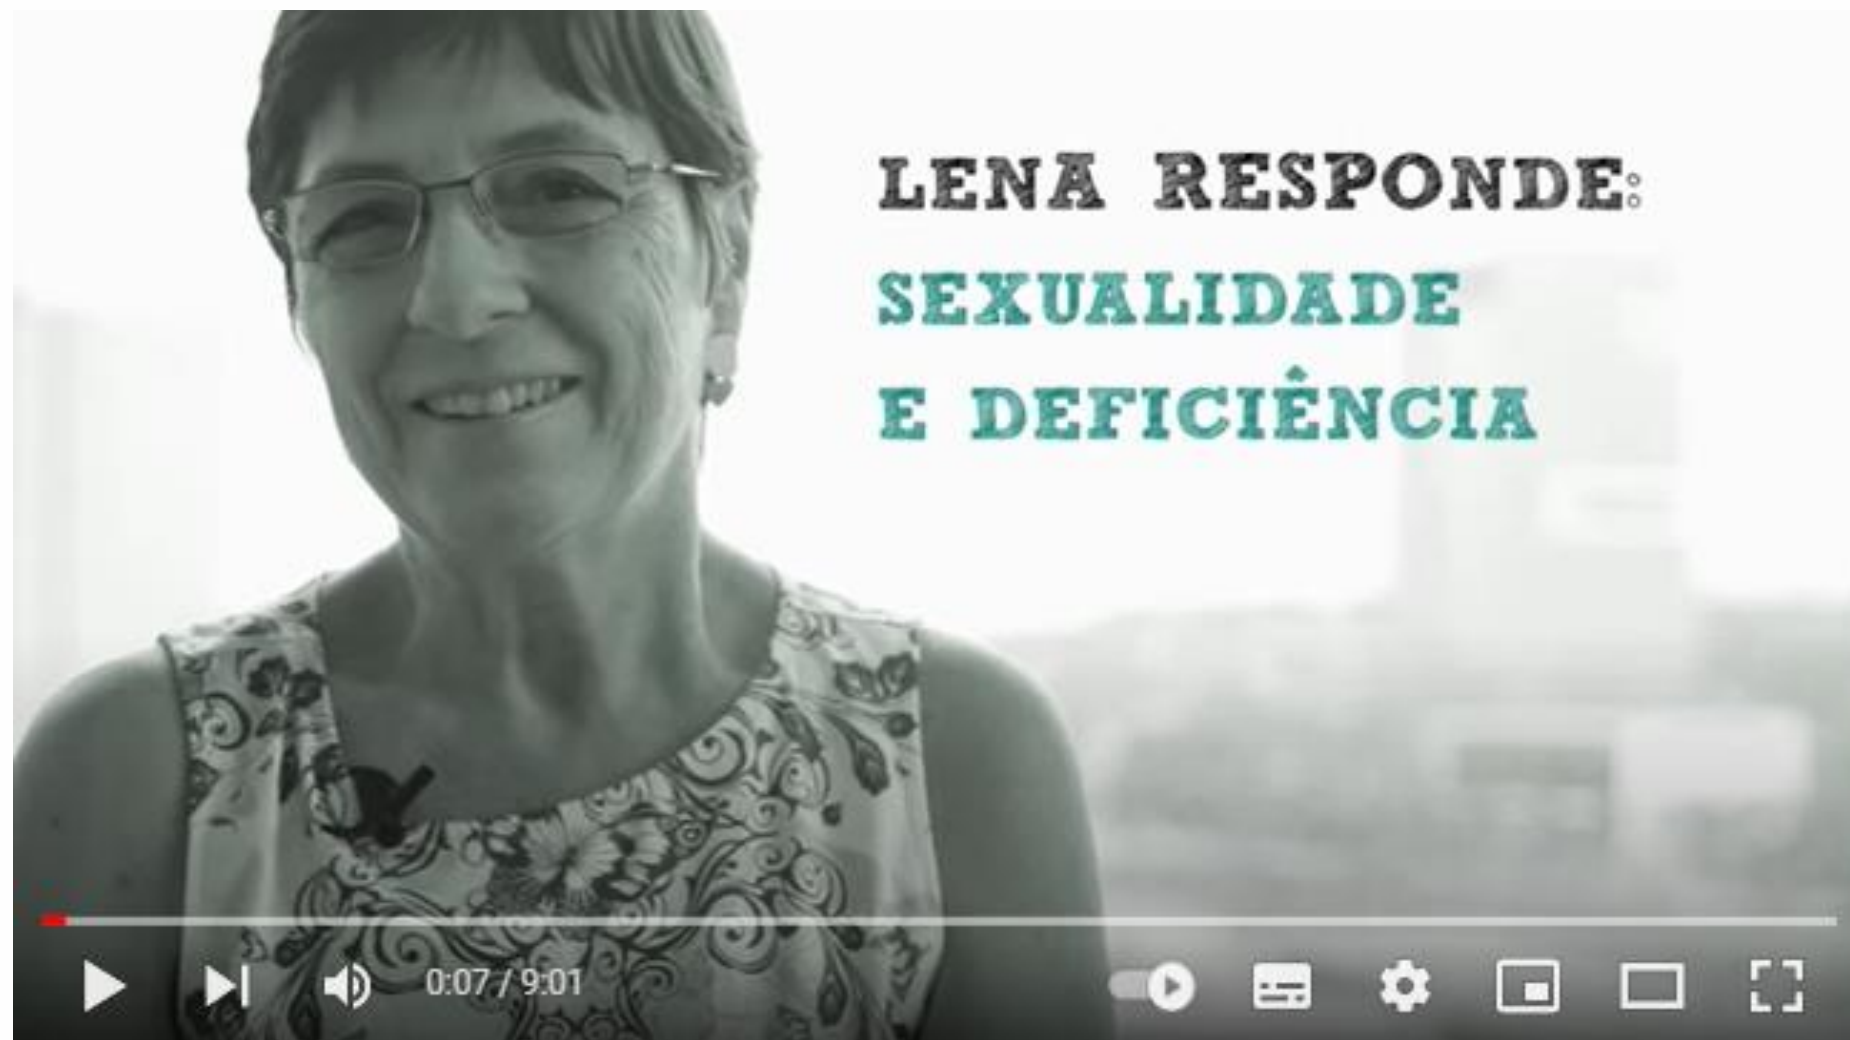 LENA RESPONDE:
SEXUALIDADE
E DEFICIÊNCIA
0:07 / 9:01